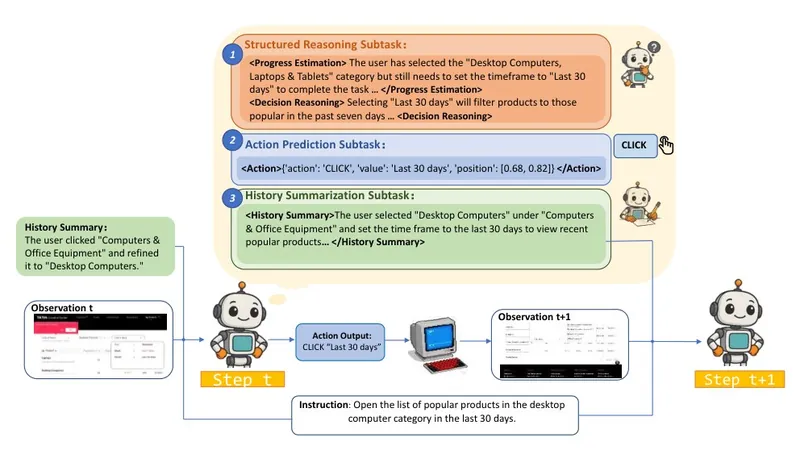 1
Structured Reasoning Subtask:
<Progress Estimation> The user has selected the "Desktop Computers,
Laptops & Tablets" category but still needs to set the timeframe to "Last 30
days" to complete the task … </Progress Estimation>
<Decision Reasoning> Selecting "Last 30 days" will filter products to those
popular in the past seven days … <Decision Reasoning>
?
2
Action Prediction Subtask:
<Action>{'action': 'CLICK', 'value': 'Last 30 days', 'position': [0.68, 0.82]} </Action>
CLICK
3
History Summarization Subtask:
<History Summary>The user selected "Desktop Computers" under "Computers
& Office Equipment" and set the time frame to the last 30 days to view recent
popular products… </History Summary>
History Summary:
The user clicked "Computers &
Office Equipment" and refined
it to "Desktop Computers."
Observation t
Step t
Action Output:
CLICK "Last 30 days"
Observation t+1
Step t+1
Instruction: Open the list of popular products in the desktop
computer category in the last 30 days.